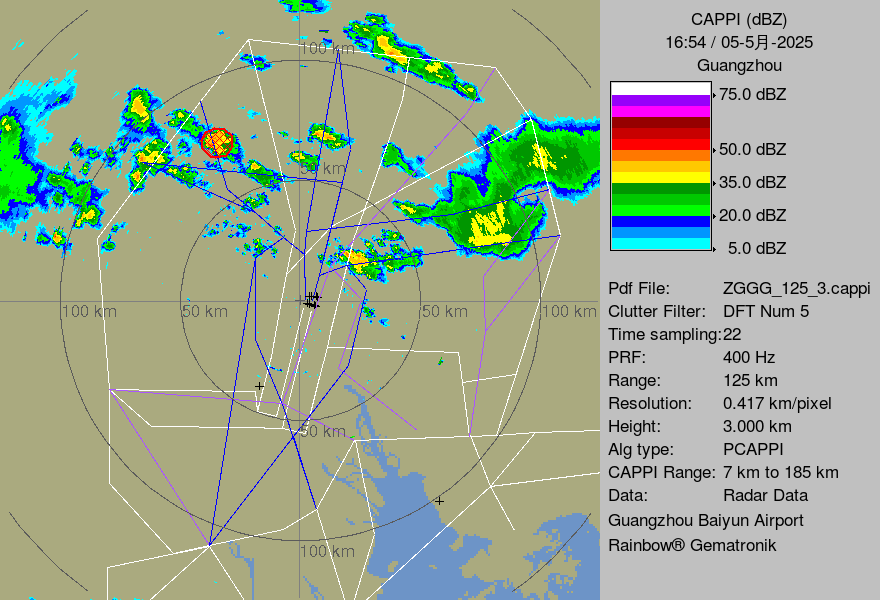 CAPPI (dBZ)
16:54 / 05-5月-2025
Guangzhou
75.0 dBZ
50.0 dBZ
35.0 dBZ
20.0 dBZ
5.0 dBZ
Pdf File: ZGGG_125_3.cappi
Clutter Filter: DFT Num 5
Time sampling:22
PRF: 400 Hz
Range: 125 km
Resolution: 0.417 km/pixel
Height: 3.000 km
Alg type: PCAPPI
CAPPI Range: 7 km to 185 km
Data: Radar Data
Guangzhou Baiyun Airport
Rainbow® Gematronik
100 km
50 km
100 km
50 km
50 km
100 km
50 km
100 km